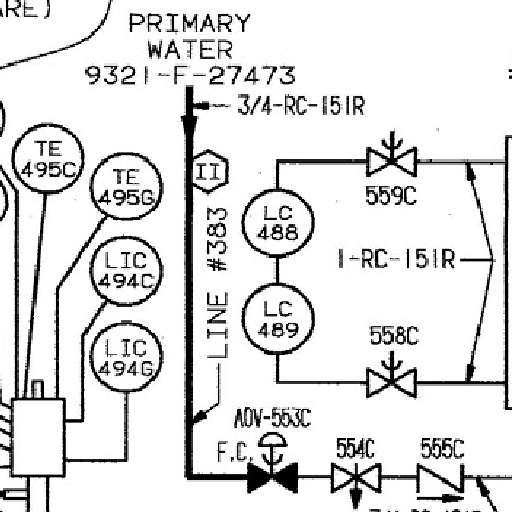 ARE)
PRIMARY
WATER
9321-F-27473
3/4-RC-151R
TE
495C
TE
495G
II
LIC
494C
LIC
494G
LINE #383
LC
488
LC
489
559C
1-RC-151R
558C
AOV-553C
F.C.
554C
555C